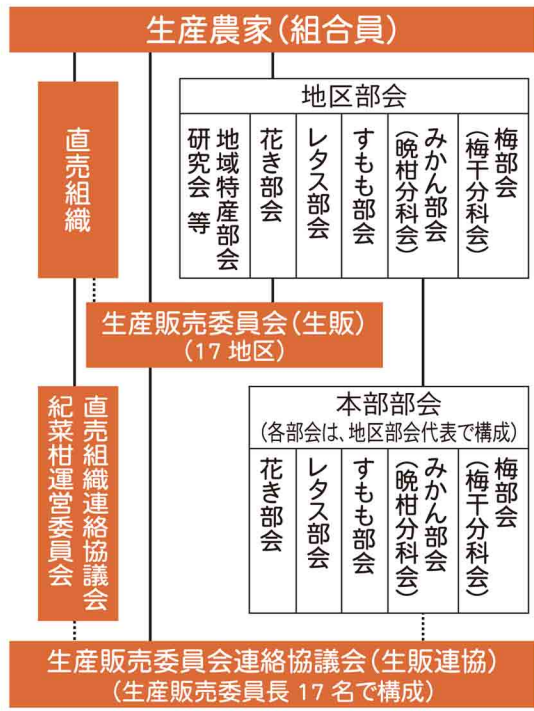 生産農家(組合員)
直売組織
地区部会
梅部会
(梅干分科会)
みかん部会
(晩柑分科会)
すもも部会
レタス部会
花き部会
地域特産部会
研究会 等
生産販売委員会(生販)
(17 地区)
直売組織連絡協議会
紀菜柑運営委員会
本部部会
(各部会は、地区部会代表で構成)
梅部会
(梅干分科会)
みかん部会
(晩柑分科会)
すもも部会
レタス部会
花き部会
生産販売委員会連絡協議会(生販連協)
(生産販売委員長 17 名で構成)